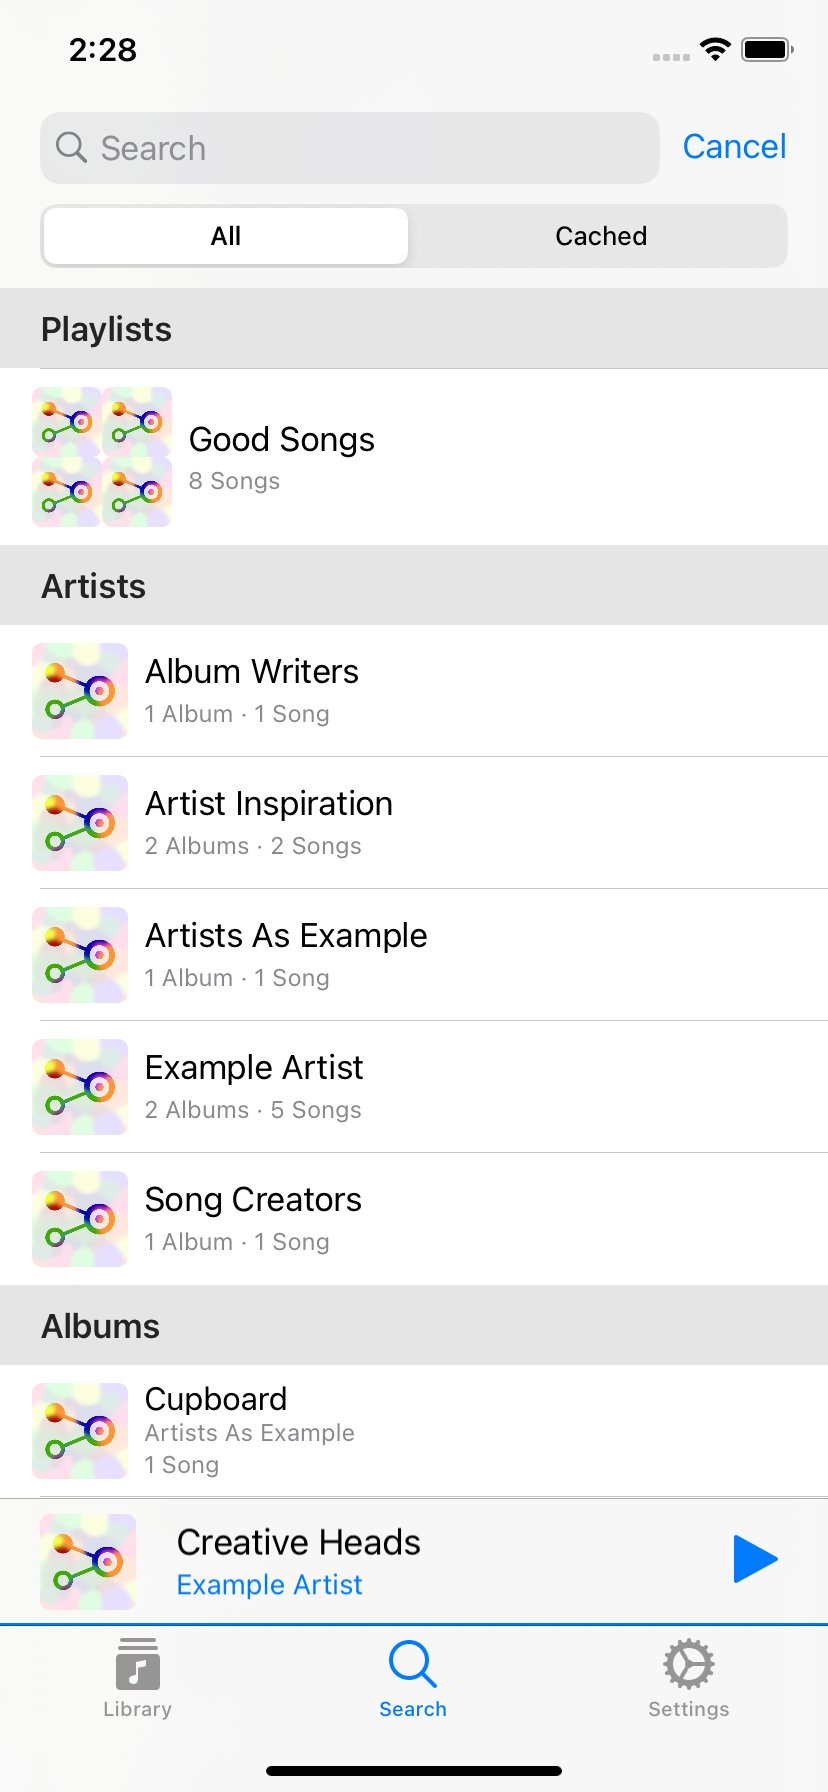 2:28
Search
Cancel
All
Cached
Playlists
Good Songs
8 Songs
Artists
Album Writers
1 Album · 1 Song
Artist Inspiration
2 Albums · 2 Songs
Artists As Example
1 Album · 1 Song
Example Artist
2 Albums · 5 Songs
Song Creators
1 Album · 1 Song
Albums
Cupboard
Artists As Example
1 Song
Creative Heads
Example Artist
Library
Search
Settings